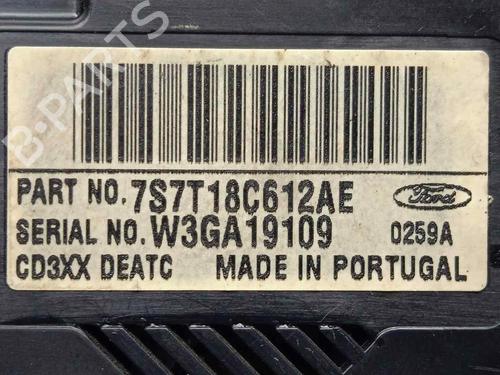 B-PARTS
PART NO. 7S7T18C612AE
Ford
SERIAL NO. W3GA19109 0259A
CD3XX DEATC MADE IN PORTUGAL